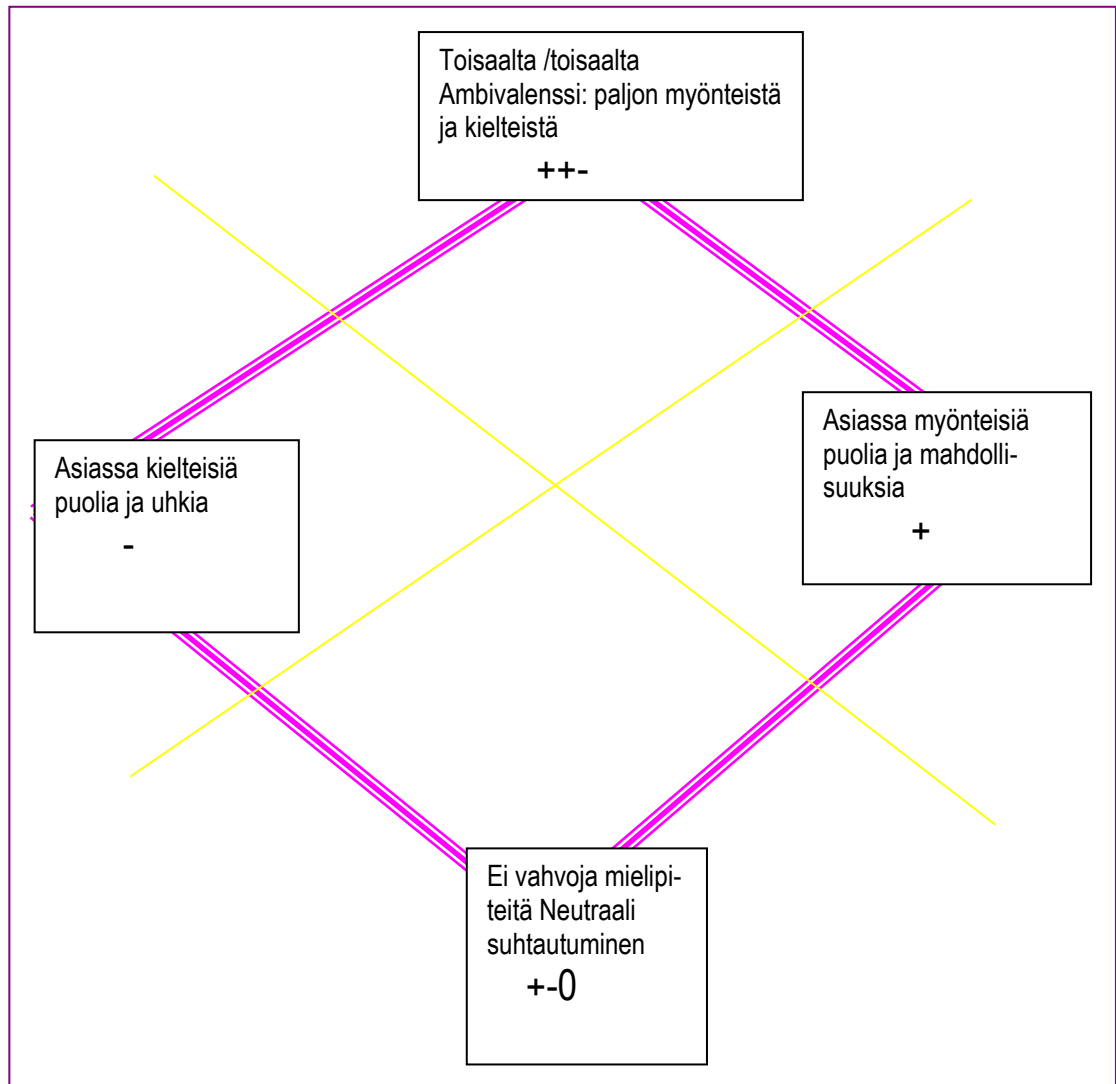 Toisaalta /toisaalta
Ambivalenssi: paljon myönteistä
ja kielteistä
++-
Asiassa myönteisiä
puolia ja mahdolli-
suuksia
+
Asiassa kielteisiä
puolia ja uhkia
-
Ei vahvoja mielipi-
teitä Neutraali
suhtautuminen
+-0